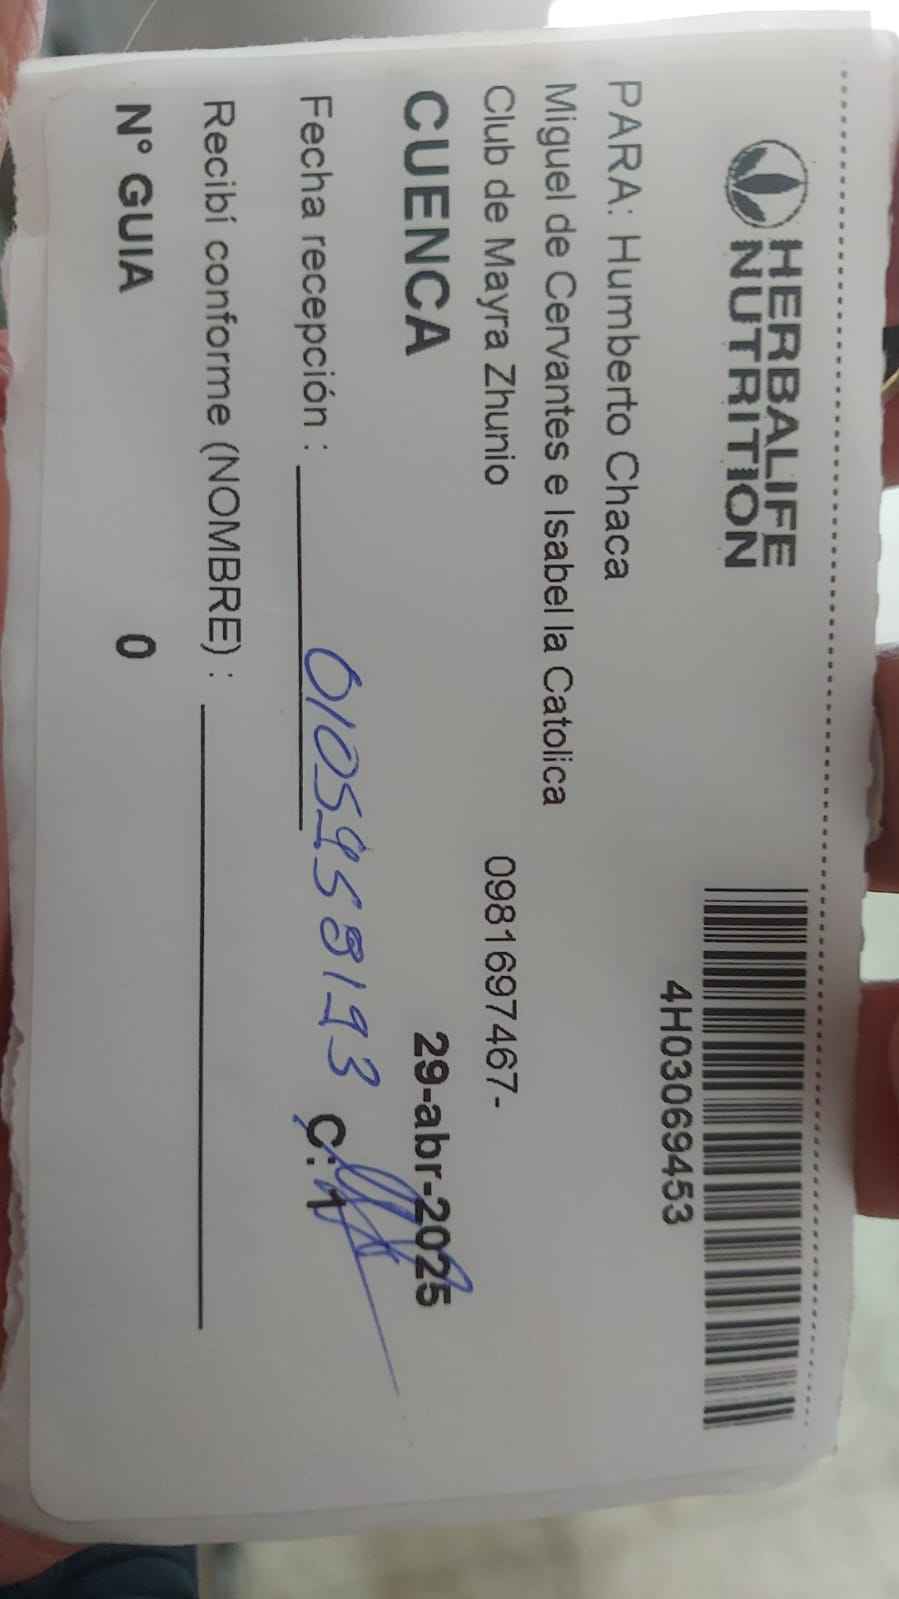 HERBALIFE
NUTRITION
4H03069453
PARA: Humberto Chaca
Miguel de Cervantes e Isabel la Catolica
Club de Mayra Zhunio 0981697467-
CUENCA 29-abr-2025
Fecha recepción : C: 1
Recibí conforme (NOMBRE) :
N° GUIA 0